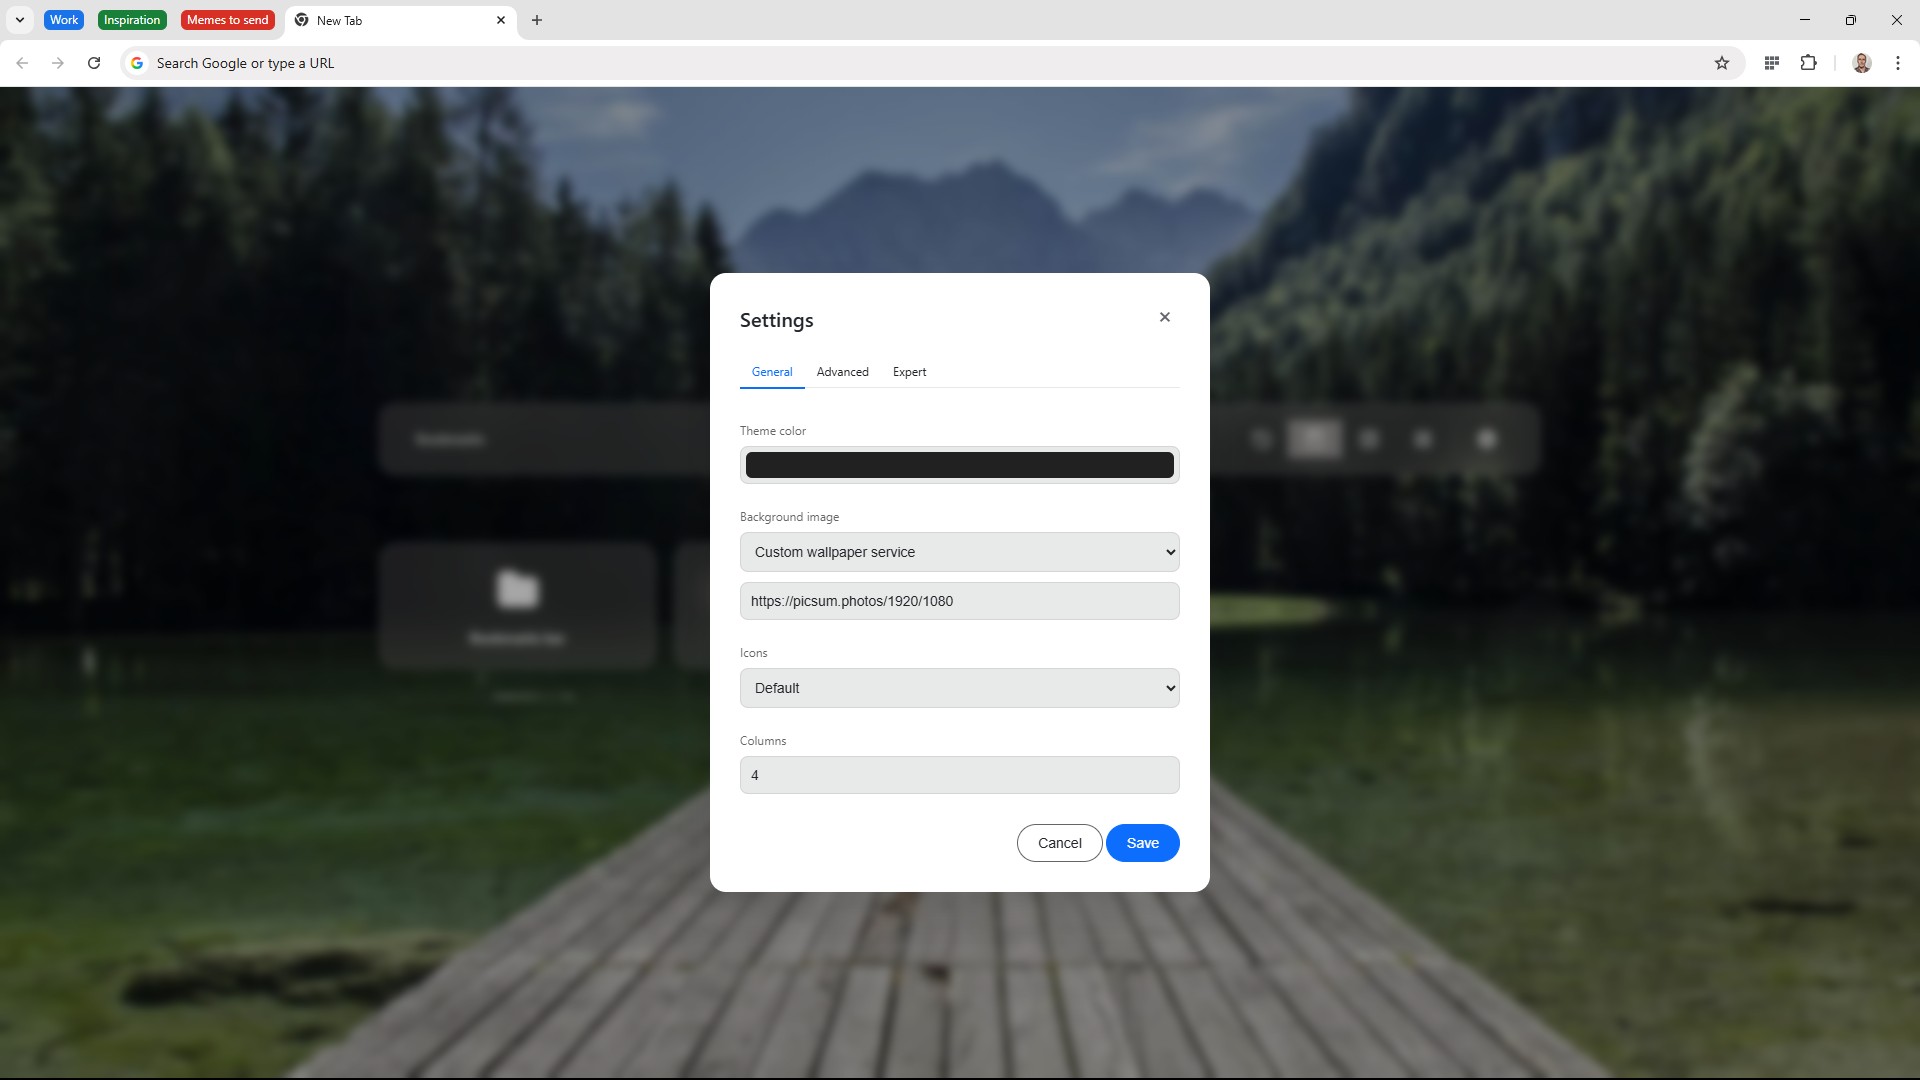 Work
Inspiration
Memes to send
New Tab
Search Google or type a URL
Settings
General
Advanced
Expert
Theme color
Background image
Custom wallpaper service
https://picsum.photos/1920/1080
Icons
Default
Columns
4
Cancel
Save